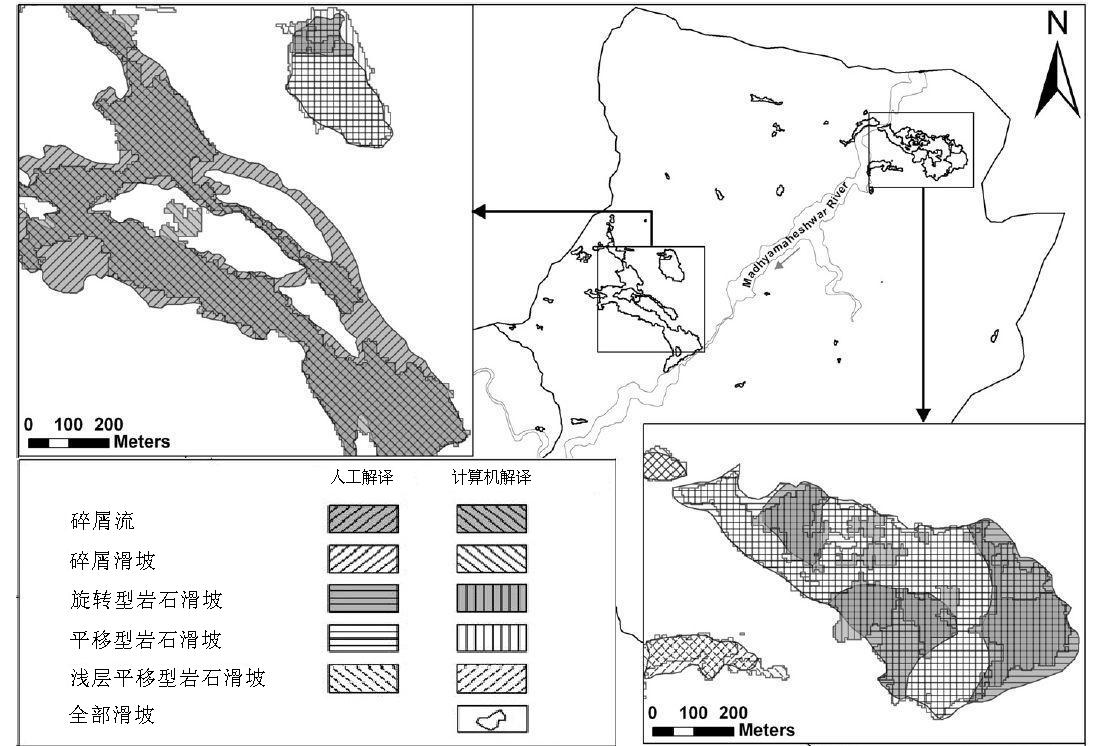 N
Madhyamaheshwar River
0 100 200
Meters
人工解译 计算机解译
碎屑流
碎屑滑坡
旋转型岩石滑坡
平移型岩石滑坡
浅层平移型岩石滑坡
全部滑坡
0 100 200
Meters